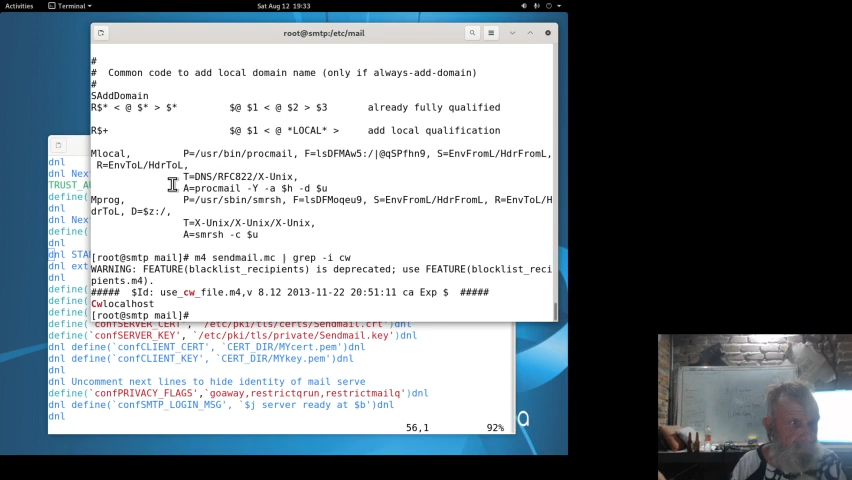 Activities Terminal Sat Aug 12 19:33
root@smtp:/etc/mail
#
# Common code to add local domain name (only if always-add-domain)
#
SAddDomain
R$* < @ $* > $* $@ $1 < @ $2 > $3 already fully qualified
R$+ $@ $1 < @ *LOCAL* > add local qualification
Mlocal, P=/usr/bin/procmail, F=lsDFMAw5:/|@qSPfhn9, S=EnvFromL/HdrFromL,
R=EnvToL/HdrToL,
T=DNS/RFC822/X-Unix,
A=procmail -Y -a $h -d $u
Mprog, P=/usr/sbin/smrsh, F=lsDFMoqeu9, S=EnvFromL/HdrFromL, R=EnvToL/H
drToL, D=$z:/,
T=X-Unix/X-Unix/X-Unix,
A=smrsh -c $u
[root@smtp mail]# m4 sendmail.mc | grep -i cw
WARNING: FEATURE(blacklist_recipients) is deprecated; use FEATURE(blocklist_reci
pients.m4).
##### $Id: use_cw_file.m4,v 8.12 2013-11-22 20:51:11 ca Exp $ #####
Cwlocalhost
[root@smtp mail]#
dnl
dnl Nex
TRUST_AU
define(`
dnl
dnl Nex
define(`
dnl
dnl STA
dnl ext
define(`
define(`
define(`
define(`
define(`confSERVER_CERT', `/etc/pki/tls/certs/Sendmail.crt')
define(`confSERVER_KEY', `/etc/pki/tls/private/Sendmail.key')
dnl define(`confCLIENT_CERT', `CERT_DIR/MYcert.pem')dnl
dnl define(`confCLIENT_KEY', `CERT_DIR/MYkey.pem')dnl
dnl
dnl Uncomment next lines to hide identity of mail serve
define(`confPRIVACY_FLAGS',`goaway,restrictqrun,restrictmailq')dnl
dnl define(`confSMTP_LOGIN_MSG', `$j server ready at $b')dnl
dnl
56,1 92%